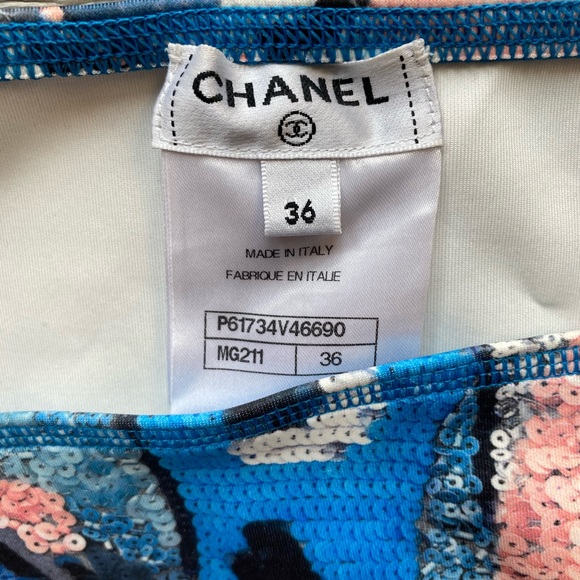 CHANEL
36
MADE IN ITALY
FABRIQUE EN ITALIE
P61734V46690
MG211 36